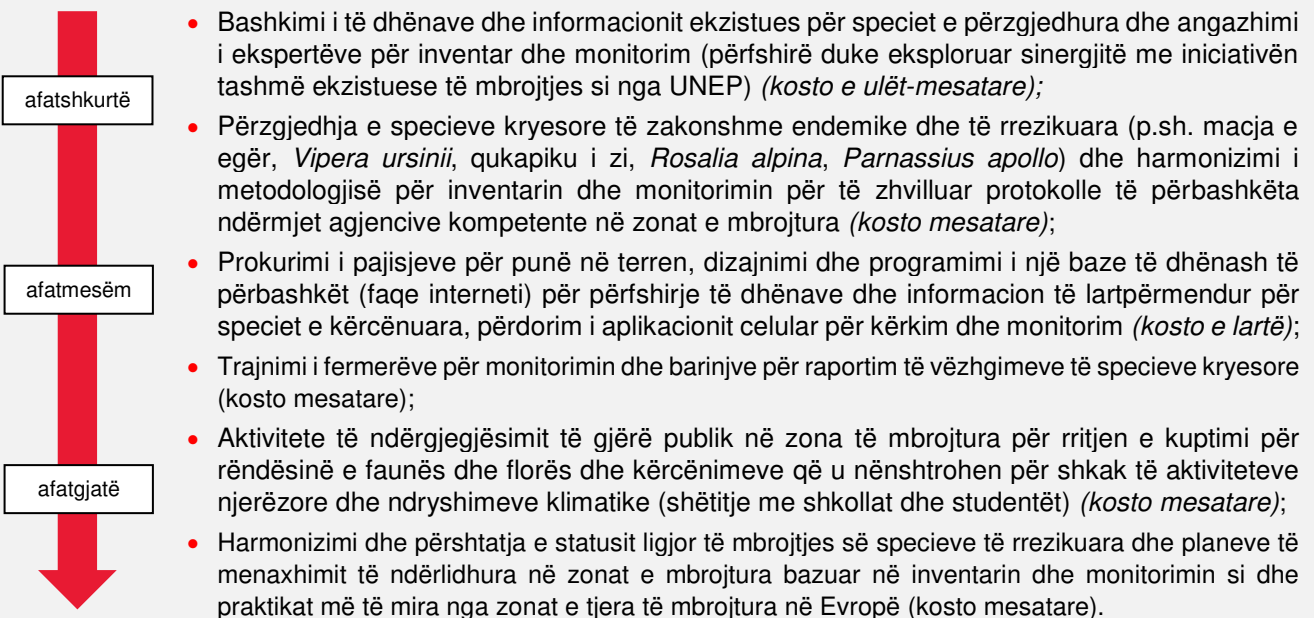 • Bashkimi i të dhënave dhe informacionit ekzistues për speciet e përzgjedhura dhe angazhimi
i ekspertëve për inventar dhe monitorim (përfshirë duke eksploruar sinergjitë me iniciativën
tashmë ekzistuese të mbrojtjes si nga UNEP) (kosto e ulët-mesatare);
afatshkurtë
• Përzgjedhja e specieve kryesore të zakonshme endemike dhe të rrezikuara (p.sh. macja e
egër, Vipera ursinii, qukapiku i zi, Rosalia alpina, Parnassius apollo) dhe harmonizimi i
metodologjisë për inventarin dhe monitorimin për të zhvilluar protokolle të përbashkëta
ndërmjet agjencive kompetente në zonat e mbrojtura (kosto mesatare);
• Prokurimi i pajisjeve për punë në terren, dizajnimi dhe programimi i një baze të dhënash të
përbashkët (faqe interneti) për përfshirje të dhënave dhe informacion të lartpërmendur për
speciet e kërcënuara, përdorim i aplikacionit celular për kërkim dhe monitorim (kosto e lartë);
afatmesëm
• Trajnimi i fermerëve për monitorimin dhe barinjve për raportim të vëzhgimeve të specieve kryesore
(kosto mesatare);
• Aktivitete të ndërgjegjësimit të gjërë publik në zona të mbrojtura për rritjen e kuptimi për
rëndësinë e faunës dhe florës dhe kërcënimeve që u nënshtrohen për shkak të aktiviteteve
njerëzore dhe ndryshimeve klimatike (shëtitje me shkollat dhe studentët) (kosto mesatare);
afatgjatë
• Harmonizimi dhe përshtatja e statusit ligjor të mbrojtjes së specieve të rrezikuara dhe planeve të
menaxhimit të ndërlidhura në zonat e mbrojtura bazuar në inventarin dhe monitorimin si dhe
praktikat më të mira nga zonat e tjera të mbrojtura në Evropë (kosto mesatare).